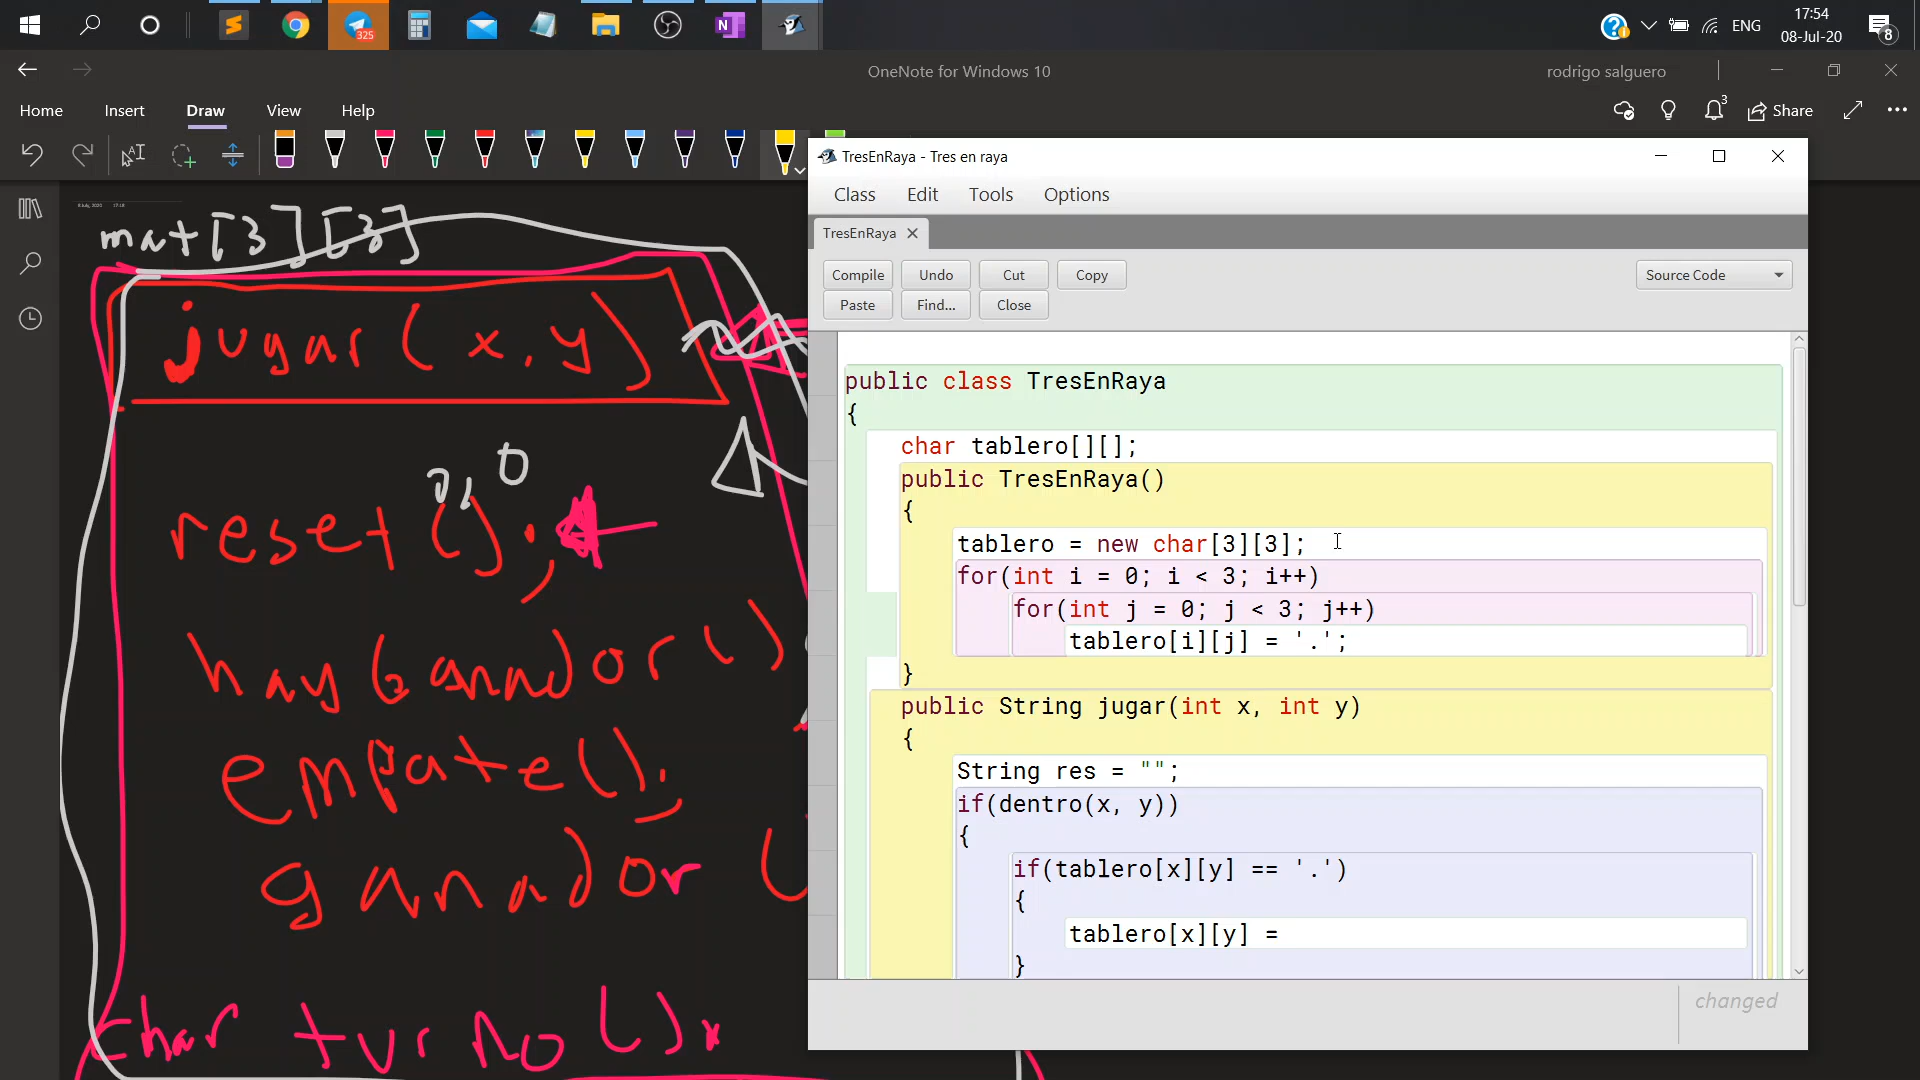 325
N
ENG
17:54
08-Jul-20
8
OneNote for Windows 10
rodrigo salguero
Home Insert Draw View Help
3
Share
mat[3][3]
jugar(x,y)
reset();
hayGanador()
empate();
ganador(
char turno()
TresEnRaya - Tres en raya
Class Edit Tools Options
TresEnRaya
Compile Undo Cut Copy
Source Code
Paste Find... Close
public class TresEnRaya
{
char tablero[][];
public TresEnRaya()
{
tablero = new char[3][3];
for(int i = 0; i < 3; i++)
for(int j = 0; j < 3; j++)
tablero[i][j] = '.';
}
public String jugar(int x, int y)
{
String res = "";
if(dentro(x, y))
{
if(tablero[x][y] == '.')
{
tablero[x][y] =
}
changed